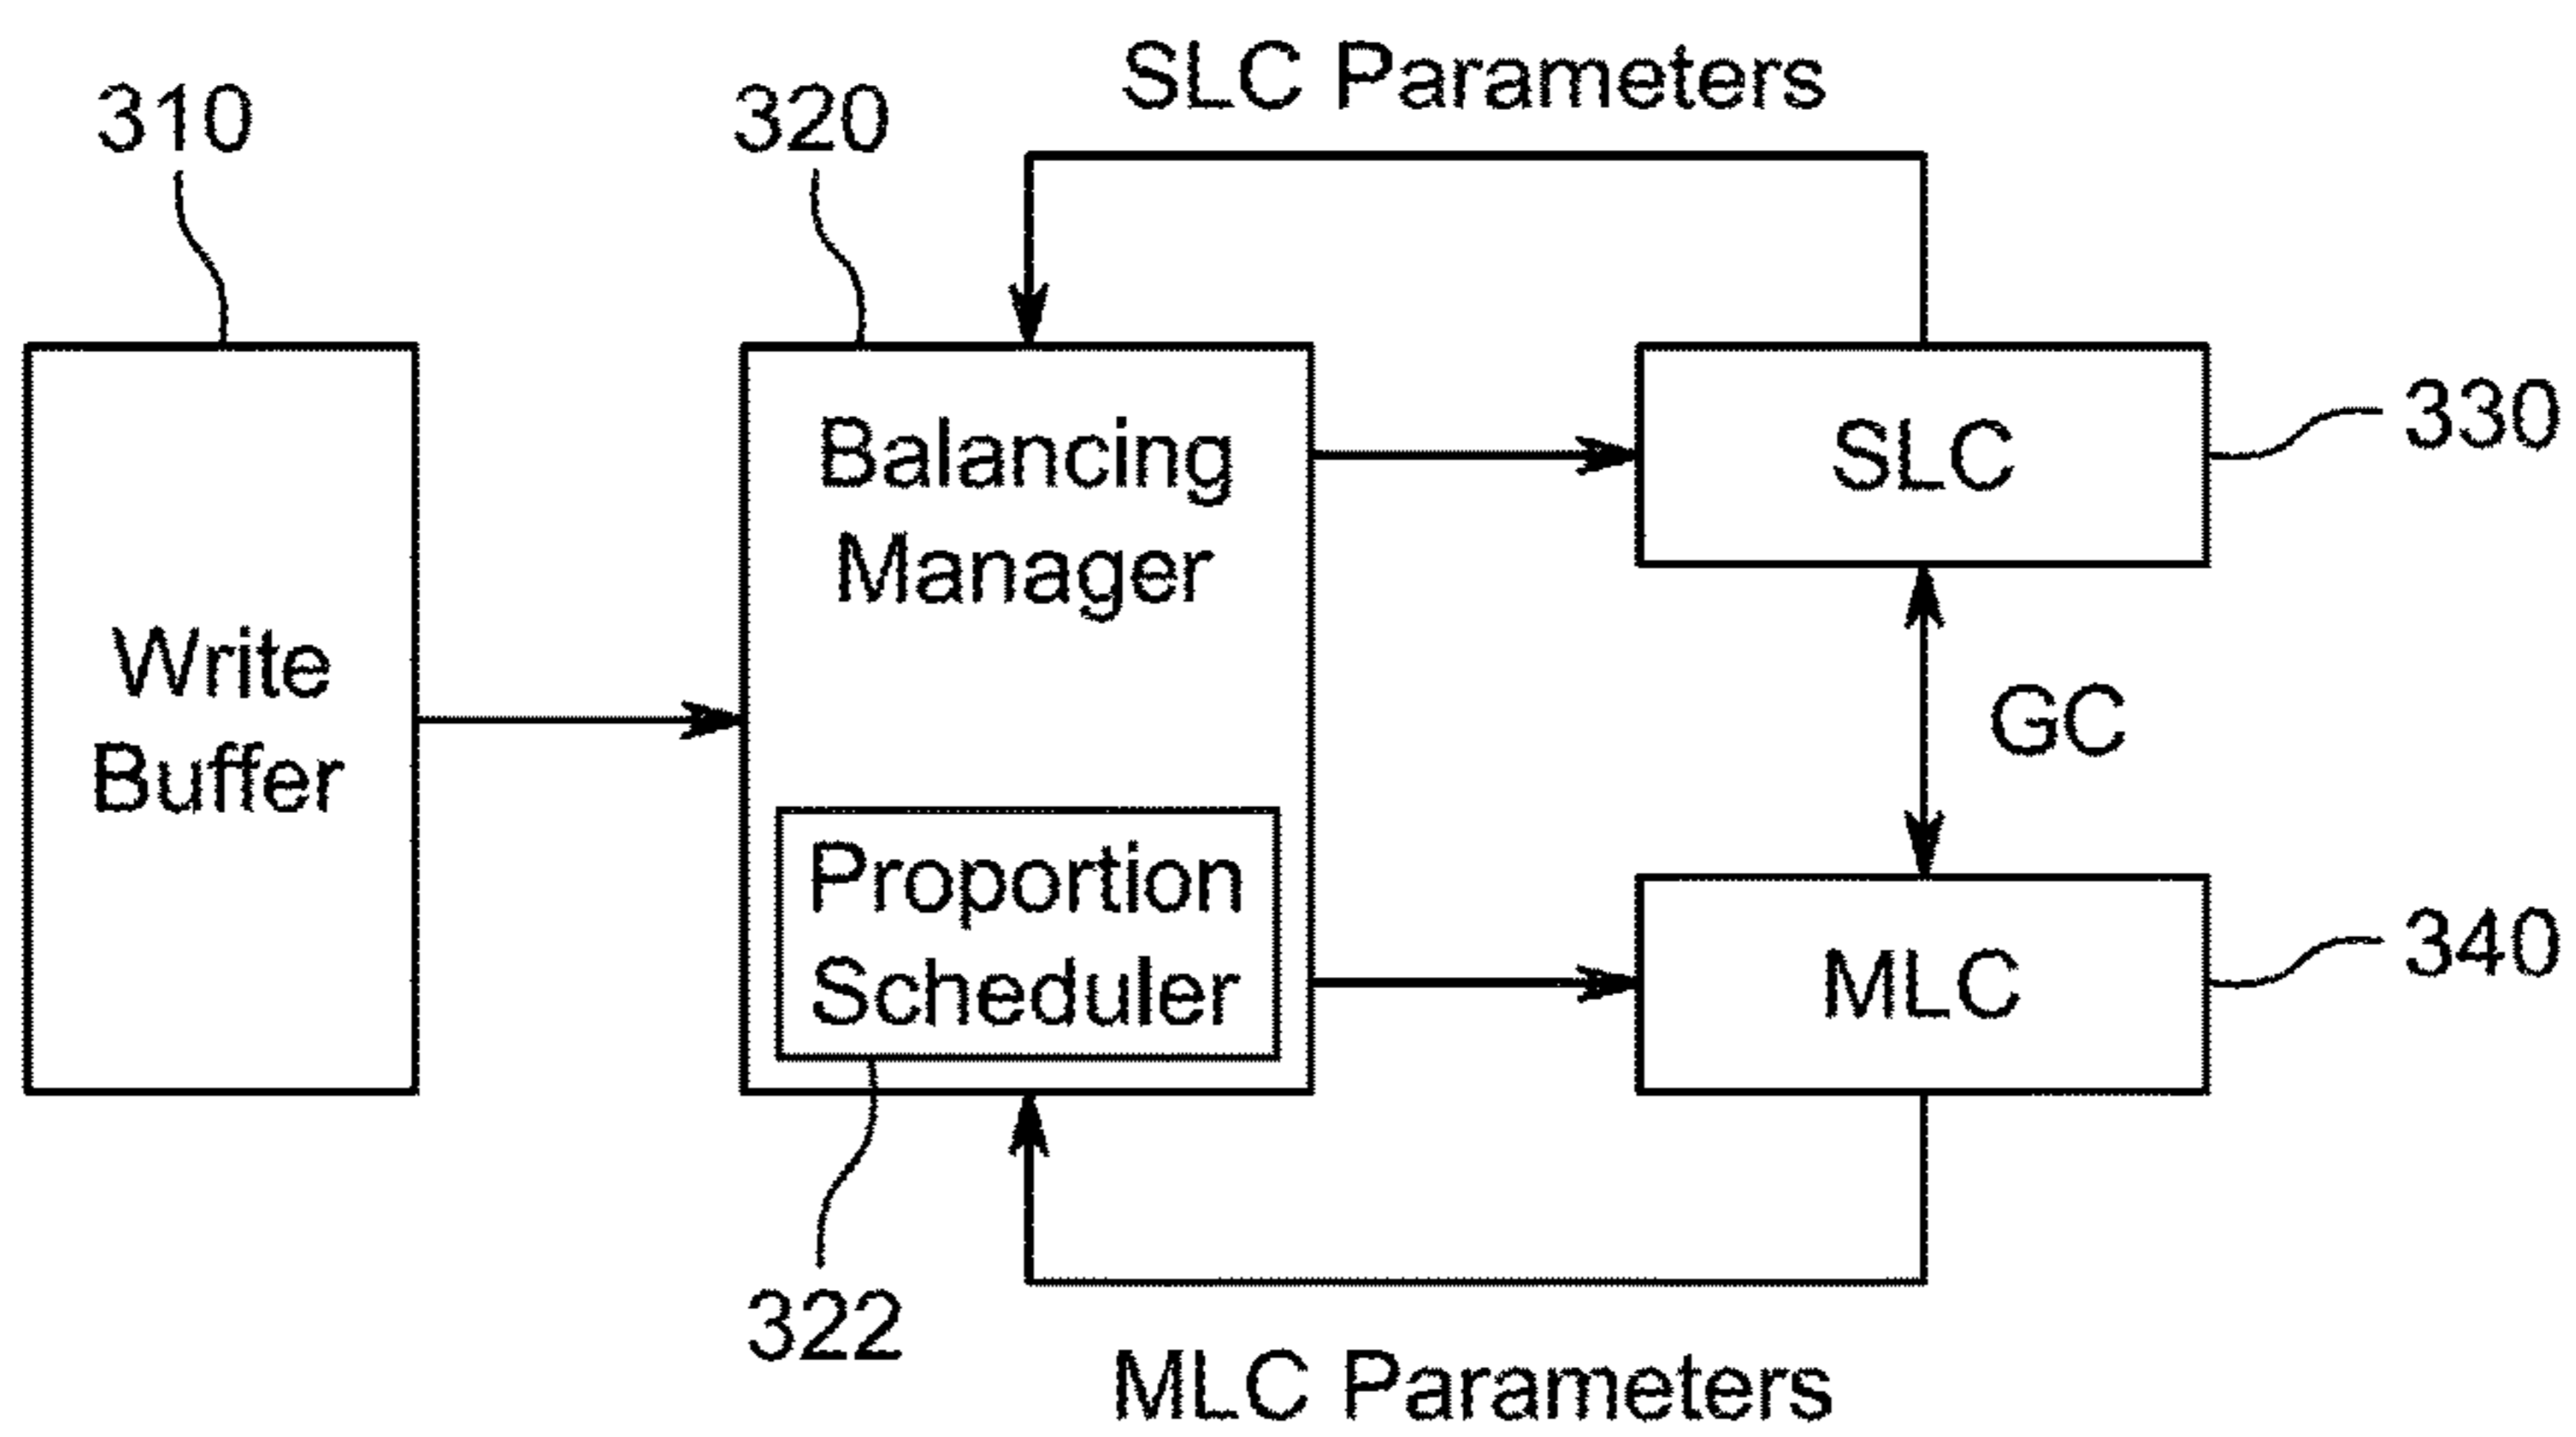 SLC Parameters
310
320
Balancing
Manager
SLC
330
Write
Buffer
GC
Proportion
Scheduler
MLC
340
322
MLC Parameters